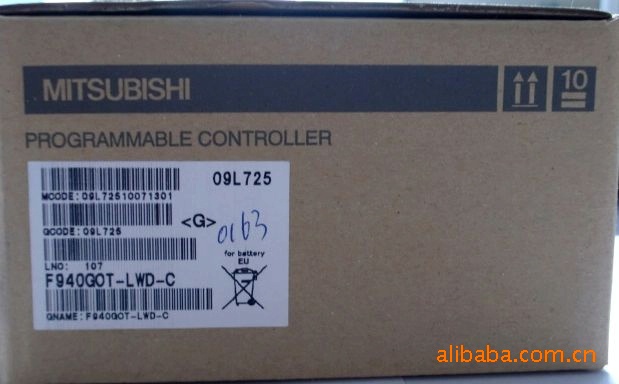 MITSUBISHI
10
PROGRAMMABLE CONTROLLER
09L725
MCODE:09L72510071301
<G>
0163
QCODE:09L725
for battery
EU
LNO: 107
F940GOT-LWD-C
GNAME:F940GOT-LWD-C
alibaba.com.cn